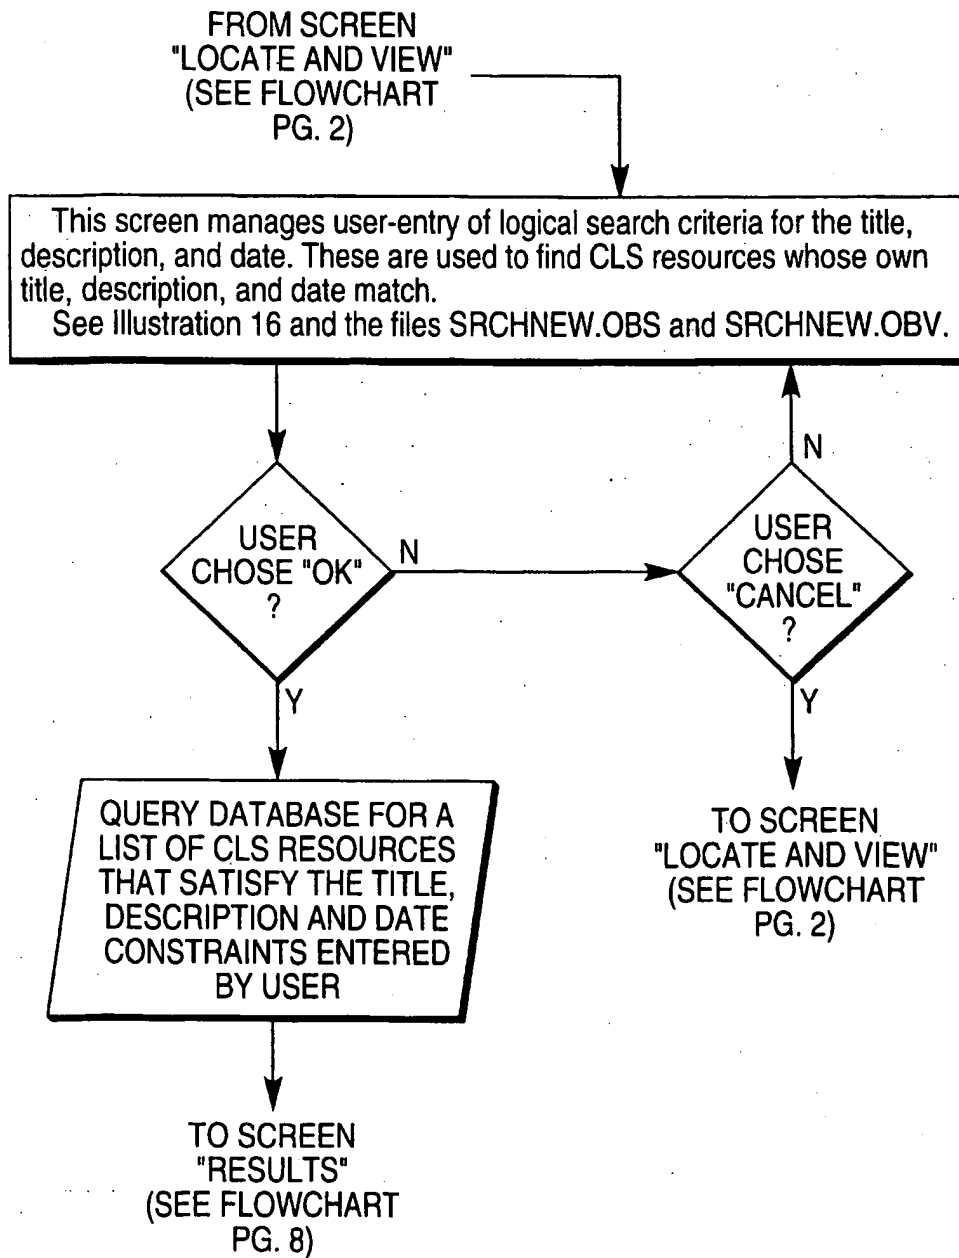 FROM SCREEN
"LOCATE AND VIEW"
(SEE FLOWCHART
PG. 2)
This screen manages user-entry of logical search criteria for the title,
description, and date. These are used to find CLS resources whose own
title, description, and date match.
See Illustration 16 and the files SRCHNEW.OBS and SRCHNEW.OBV.
USER
CHOSE "OK"
?
N
Y
USER
CHOSE
"CANCEL"
?
N
Y
QUERY DATABASE FOR A
LIST OF CLS RESOURCES
THAT SATISFY THE TITLE,
DESCRIPTION AND DATE
CONSTRAINTS ENTERED
BY USER
TO SCREEN
"LOCATE AND VIEW"
(SEE FLOWCHART
PG. 2)
TO SCREEN
"RESULTS"
(SEE FLOWCHART
PG. 8)